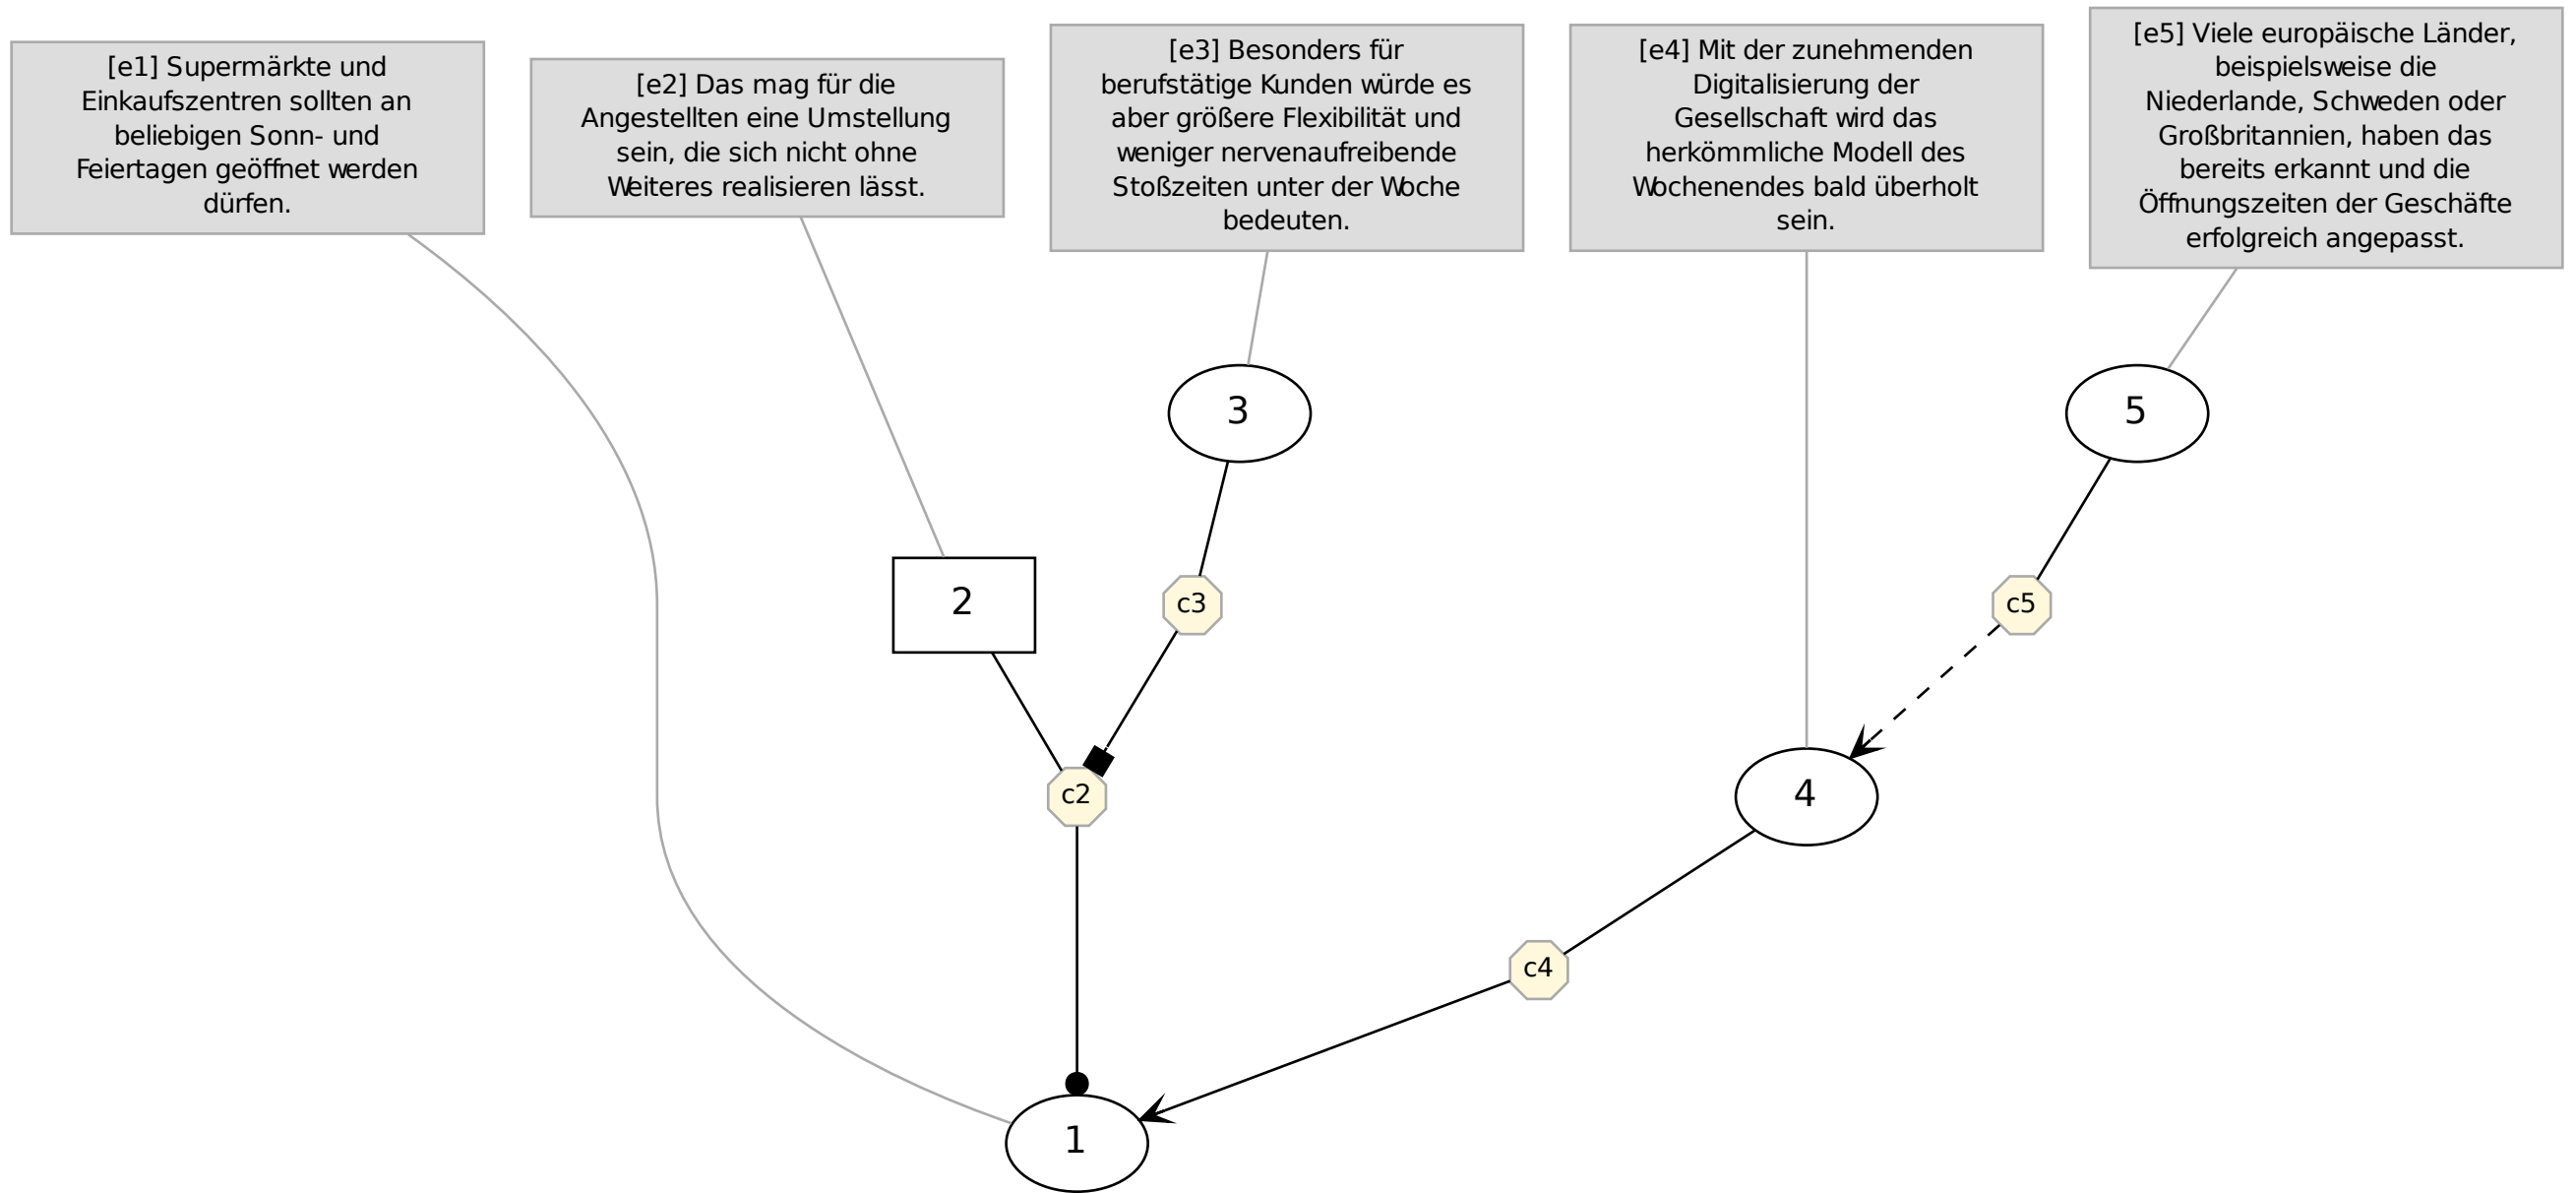 [e1] Supermärkte und
Einkaufszentren sollten an
beliebigen Sonn- und
Feiertagen geöffnet werden
dürfen.
[e2] Das mag für die
Angestellten eine Umstellung
sein, die sich nicht ohne
Weiteres realisieren lässt.
[e3] Besonders für
berufstätige Kunden würde es
aber größere Flexibilität und
weniger nervenaufreibende
Stoßzeiten unter der Woche
bedeuten.
[e4] Mit der zunehmenden
Digitalisierung der
Gesellschaft wird das
herkömmliche Modell des
Wochenendes bald überholt
sein.
[e5] Viele europäische Länder,
beispielsweise die
Niederlande, Schweden oder
Großbritannien, haben das
bereits erkannt und die
Öffnungszeiten der Geschäfte
erfolgreich angepasst.
3
5
2
c3
c5
c2
4
c4
1